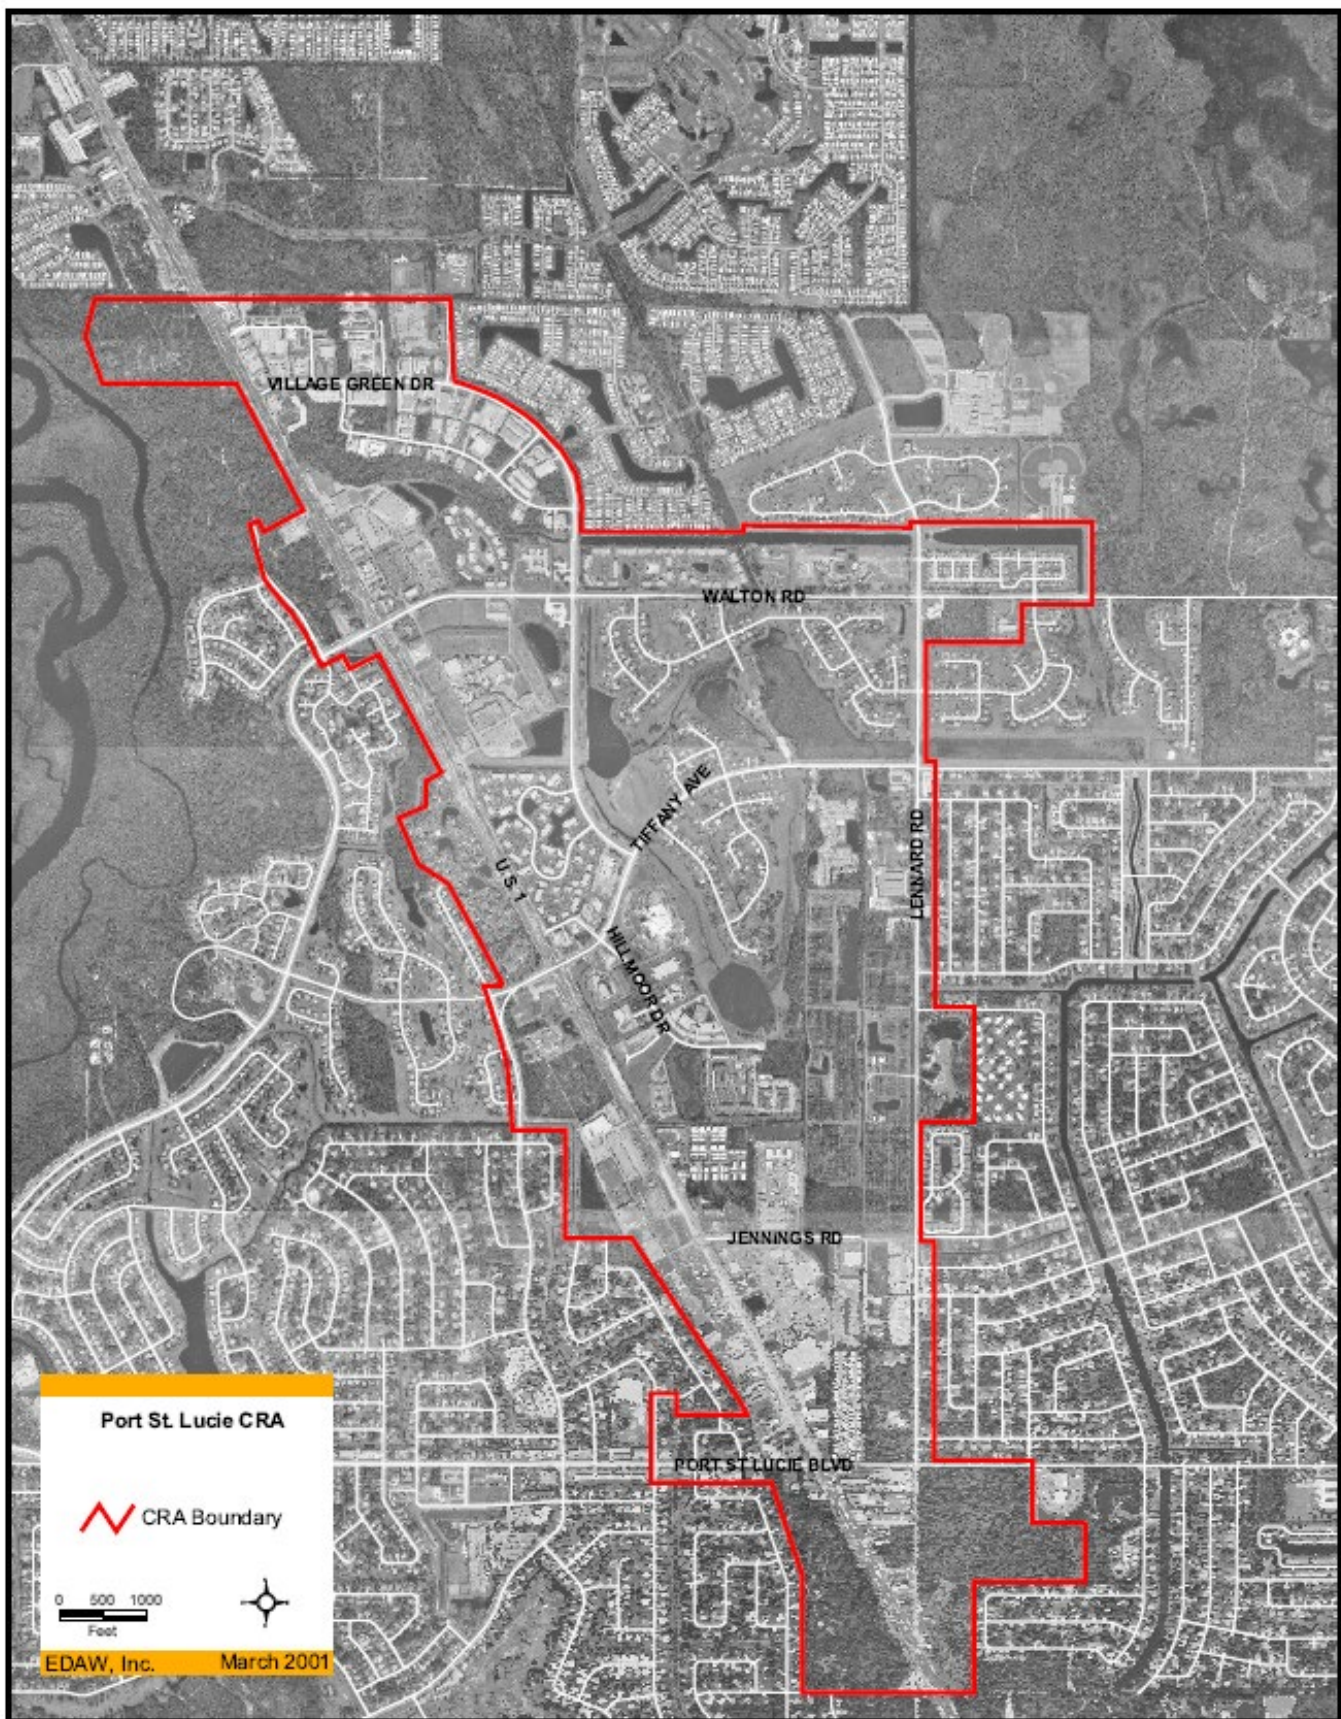 VILLAGE GREEN DR
WALTON RD
TIFFANY AVE
LENNARD RD
U S 1
HILLMOOR DR
JENNINGS RD
PORT ST LUCIE BLVD
Port St. Lucie CRA
CRA Boundary
0 500 1000
Feet
EDAW, Inc. March 2001